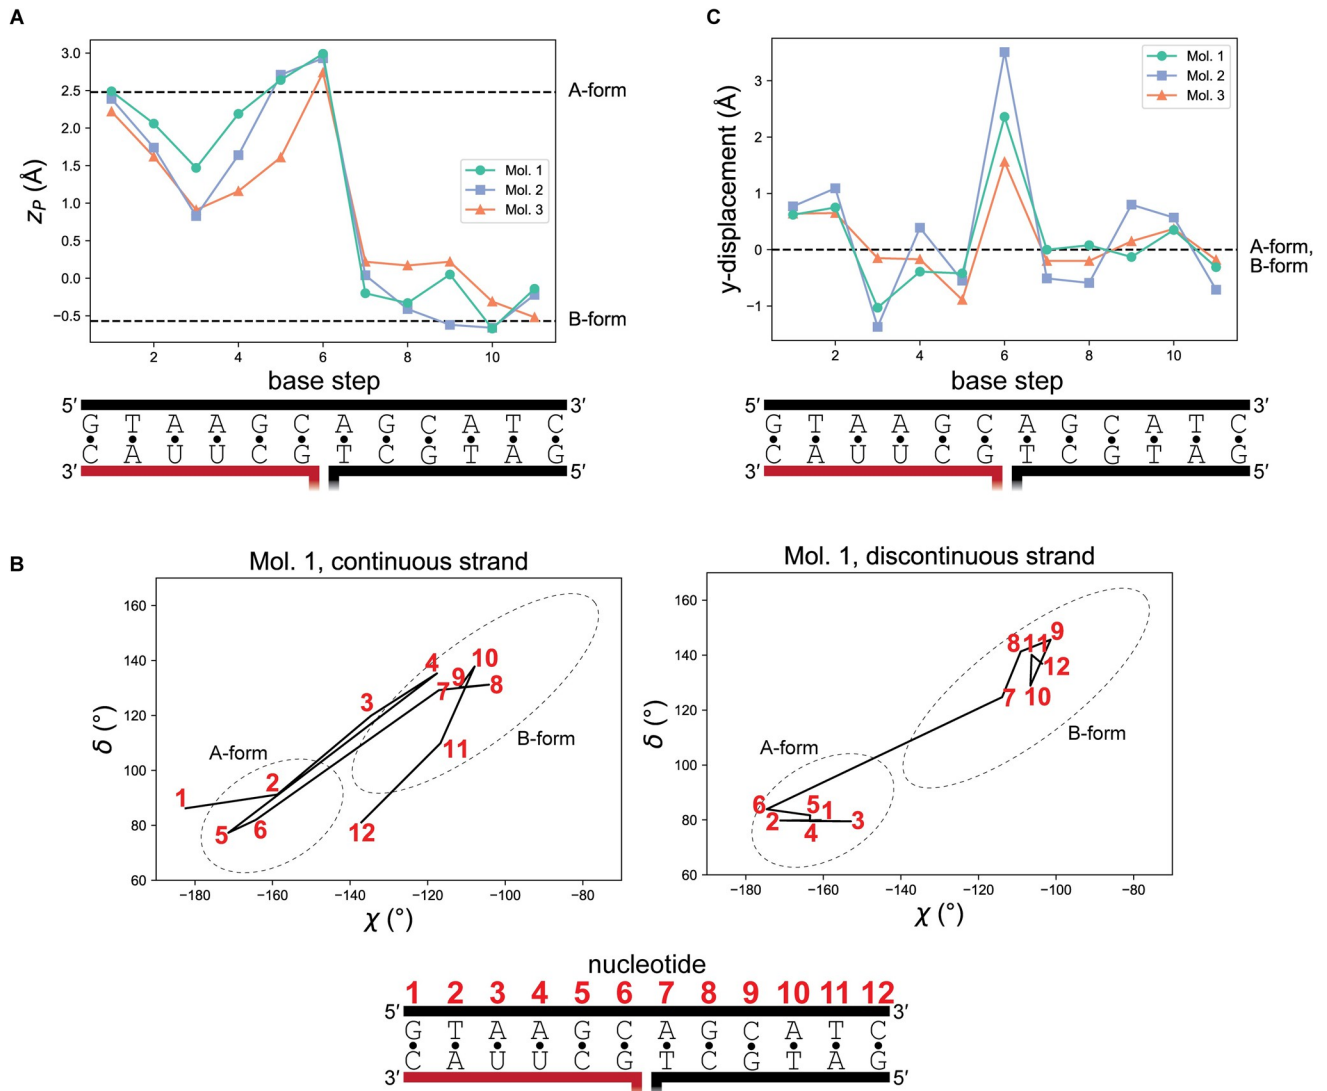 A
3.0
2.5
2.0
1.5
1.0
0.5
0.0
−0.5
z_P (Å)
A-form
B-form
Mol. 1
Mol. 2
Mol. 3
2 4 6 8 10
base step
5′ 3′
G T A A G C A G C A T C
C A U U C G T C G T A G
3′ 5′
C
3
2
1
0
−1
y-displacement (Å)
Mol. 1
Mol. 2
Mol. 3
A-form,
B-form
2 4 6 8 10
base step
5′ 3′
G T A A G C A G C A T C
C A U U C G T C G T A G
3′ 5′
B
Mol. 1, continuous strand
160
140
120
100
80
60
δ (°)
A-form
B-form
1
2
3
4
5
6
7
8
9
10
11
12
−180 −160 −140 −120 −100 −80
χ (°)
Mol. 1, discontinuous strand
160
140
120
100
80
60
δ (°)
A-form
B-form
1
2
3
4
5
6
7
8
9
10
11
12
−180 −160 −140 −120 −100 −80
χ (°)
nucleotide
1 2 3 4 5 6 7 8 9 10 11 12
5′ 3′
G T A A G C A G C A T C
C A U U C G T C G T A G
3′ 5′